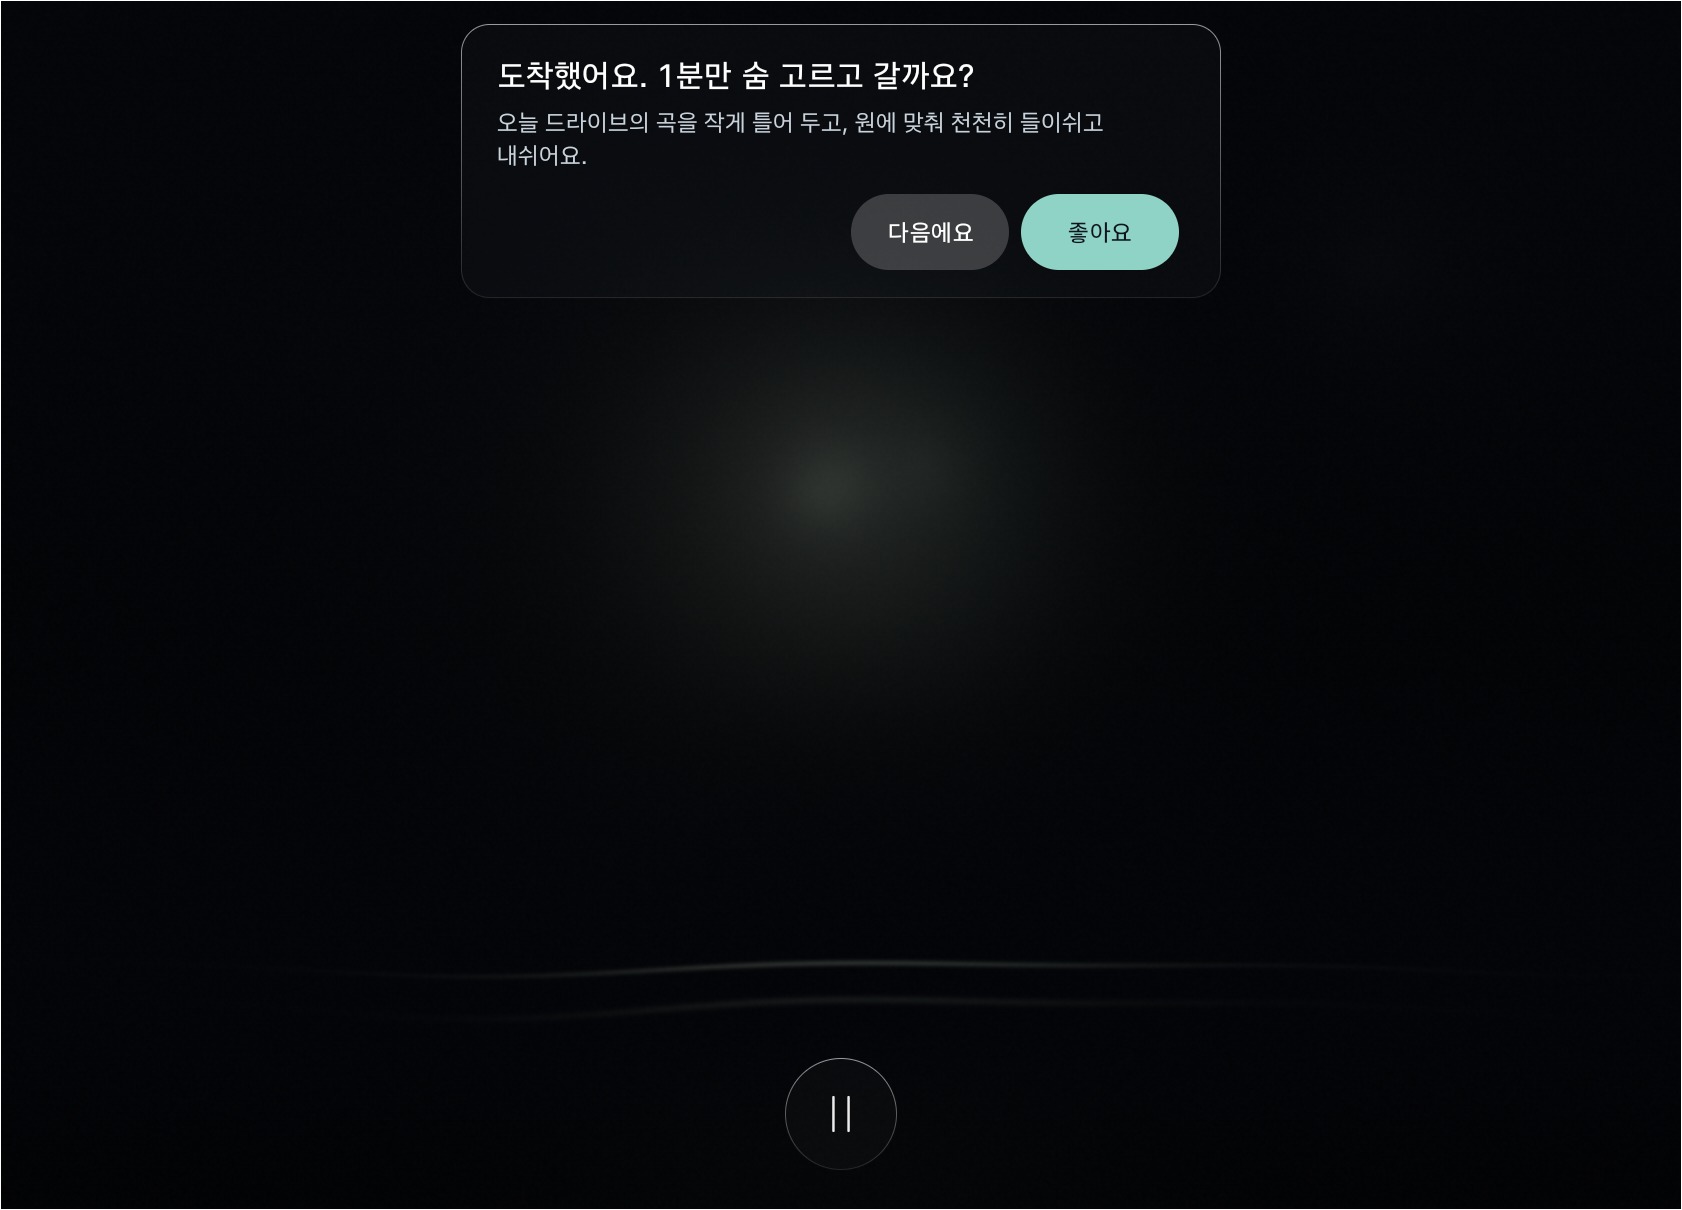 도착했어요. 1분만 숨 고르고 갈까요?
오늘 드라이브의 곡을 작게 틀어 두고, 원에 맞춰 천천히 들이쉬고
내쉬어요.
다음에요
좋아요